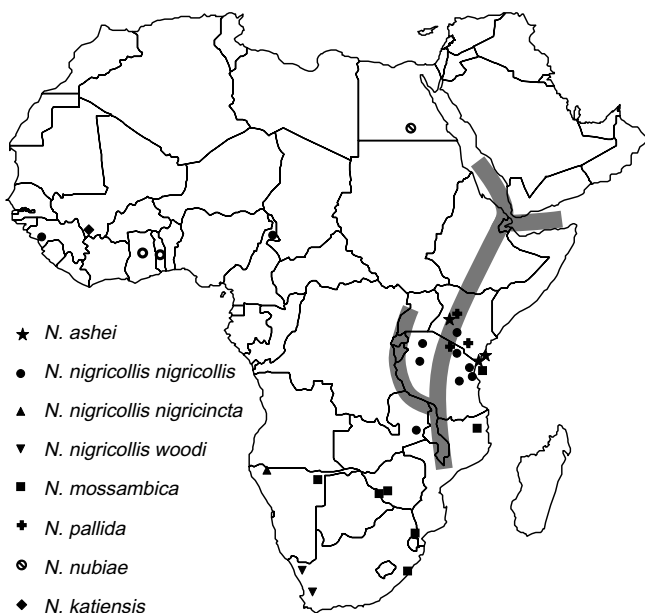 N. ashei
N. nigricollis nigricollis
N. nigricollis nigricincta
N. nigricollis woodi
N. mossambica
N. pallida
N. nubiae
N. katiensis